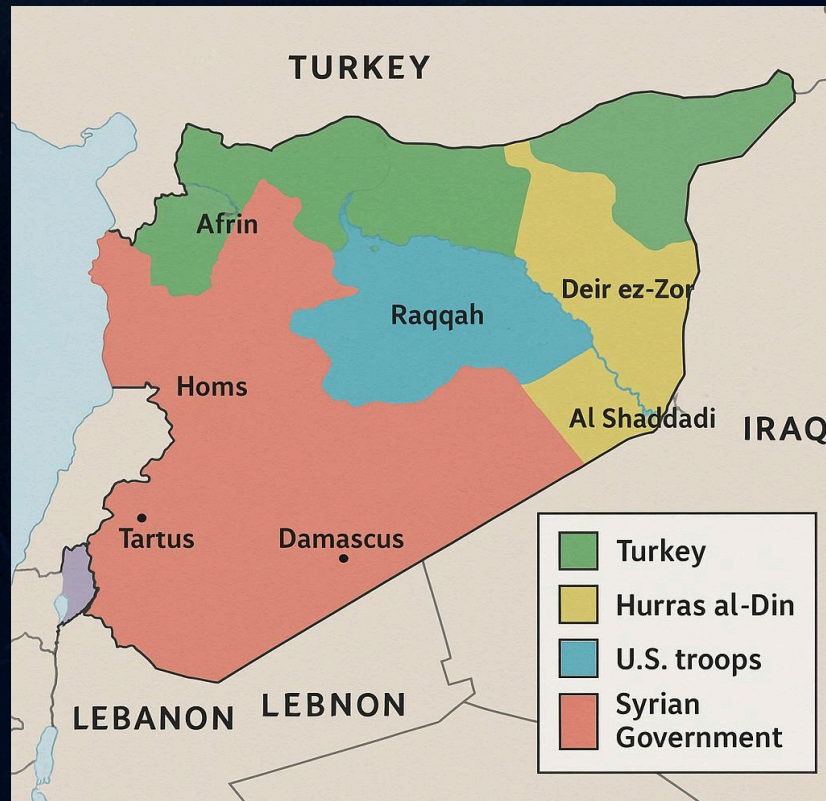 TURKEY
Afrin
Deir ez-Zor
Raqqah
Homs
Al Shaddadi
IRAQ
Tartus
Damascus
LEBANON
LEBNON
Turkey
Hurras al-Din
U.S. troops
Syrian
Government